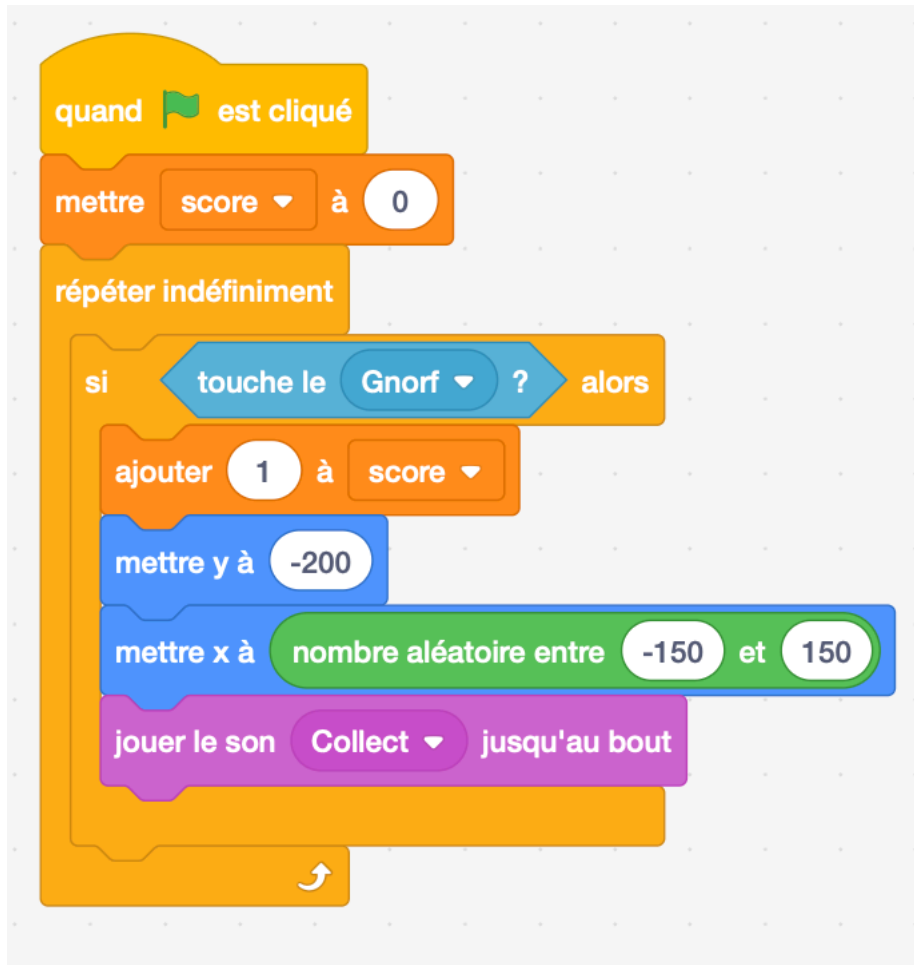 quand est cliqué
mettre score à 0
répéter indéfiniment
si touche le Gnorf ? alors
ajouter 1 à score
mettre y à -200
mettre x à nombre aléatoire entre -150 et 150
jouer le son Collect jusqu'au bout